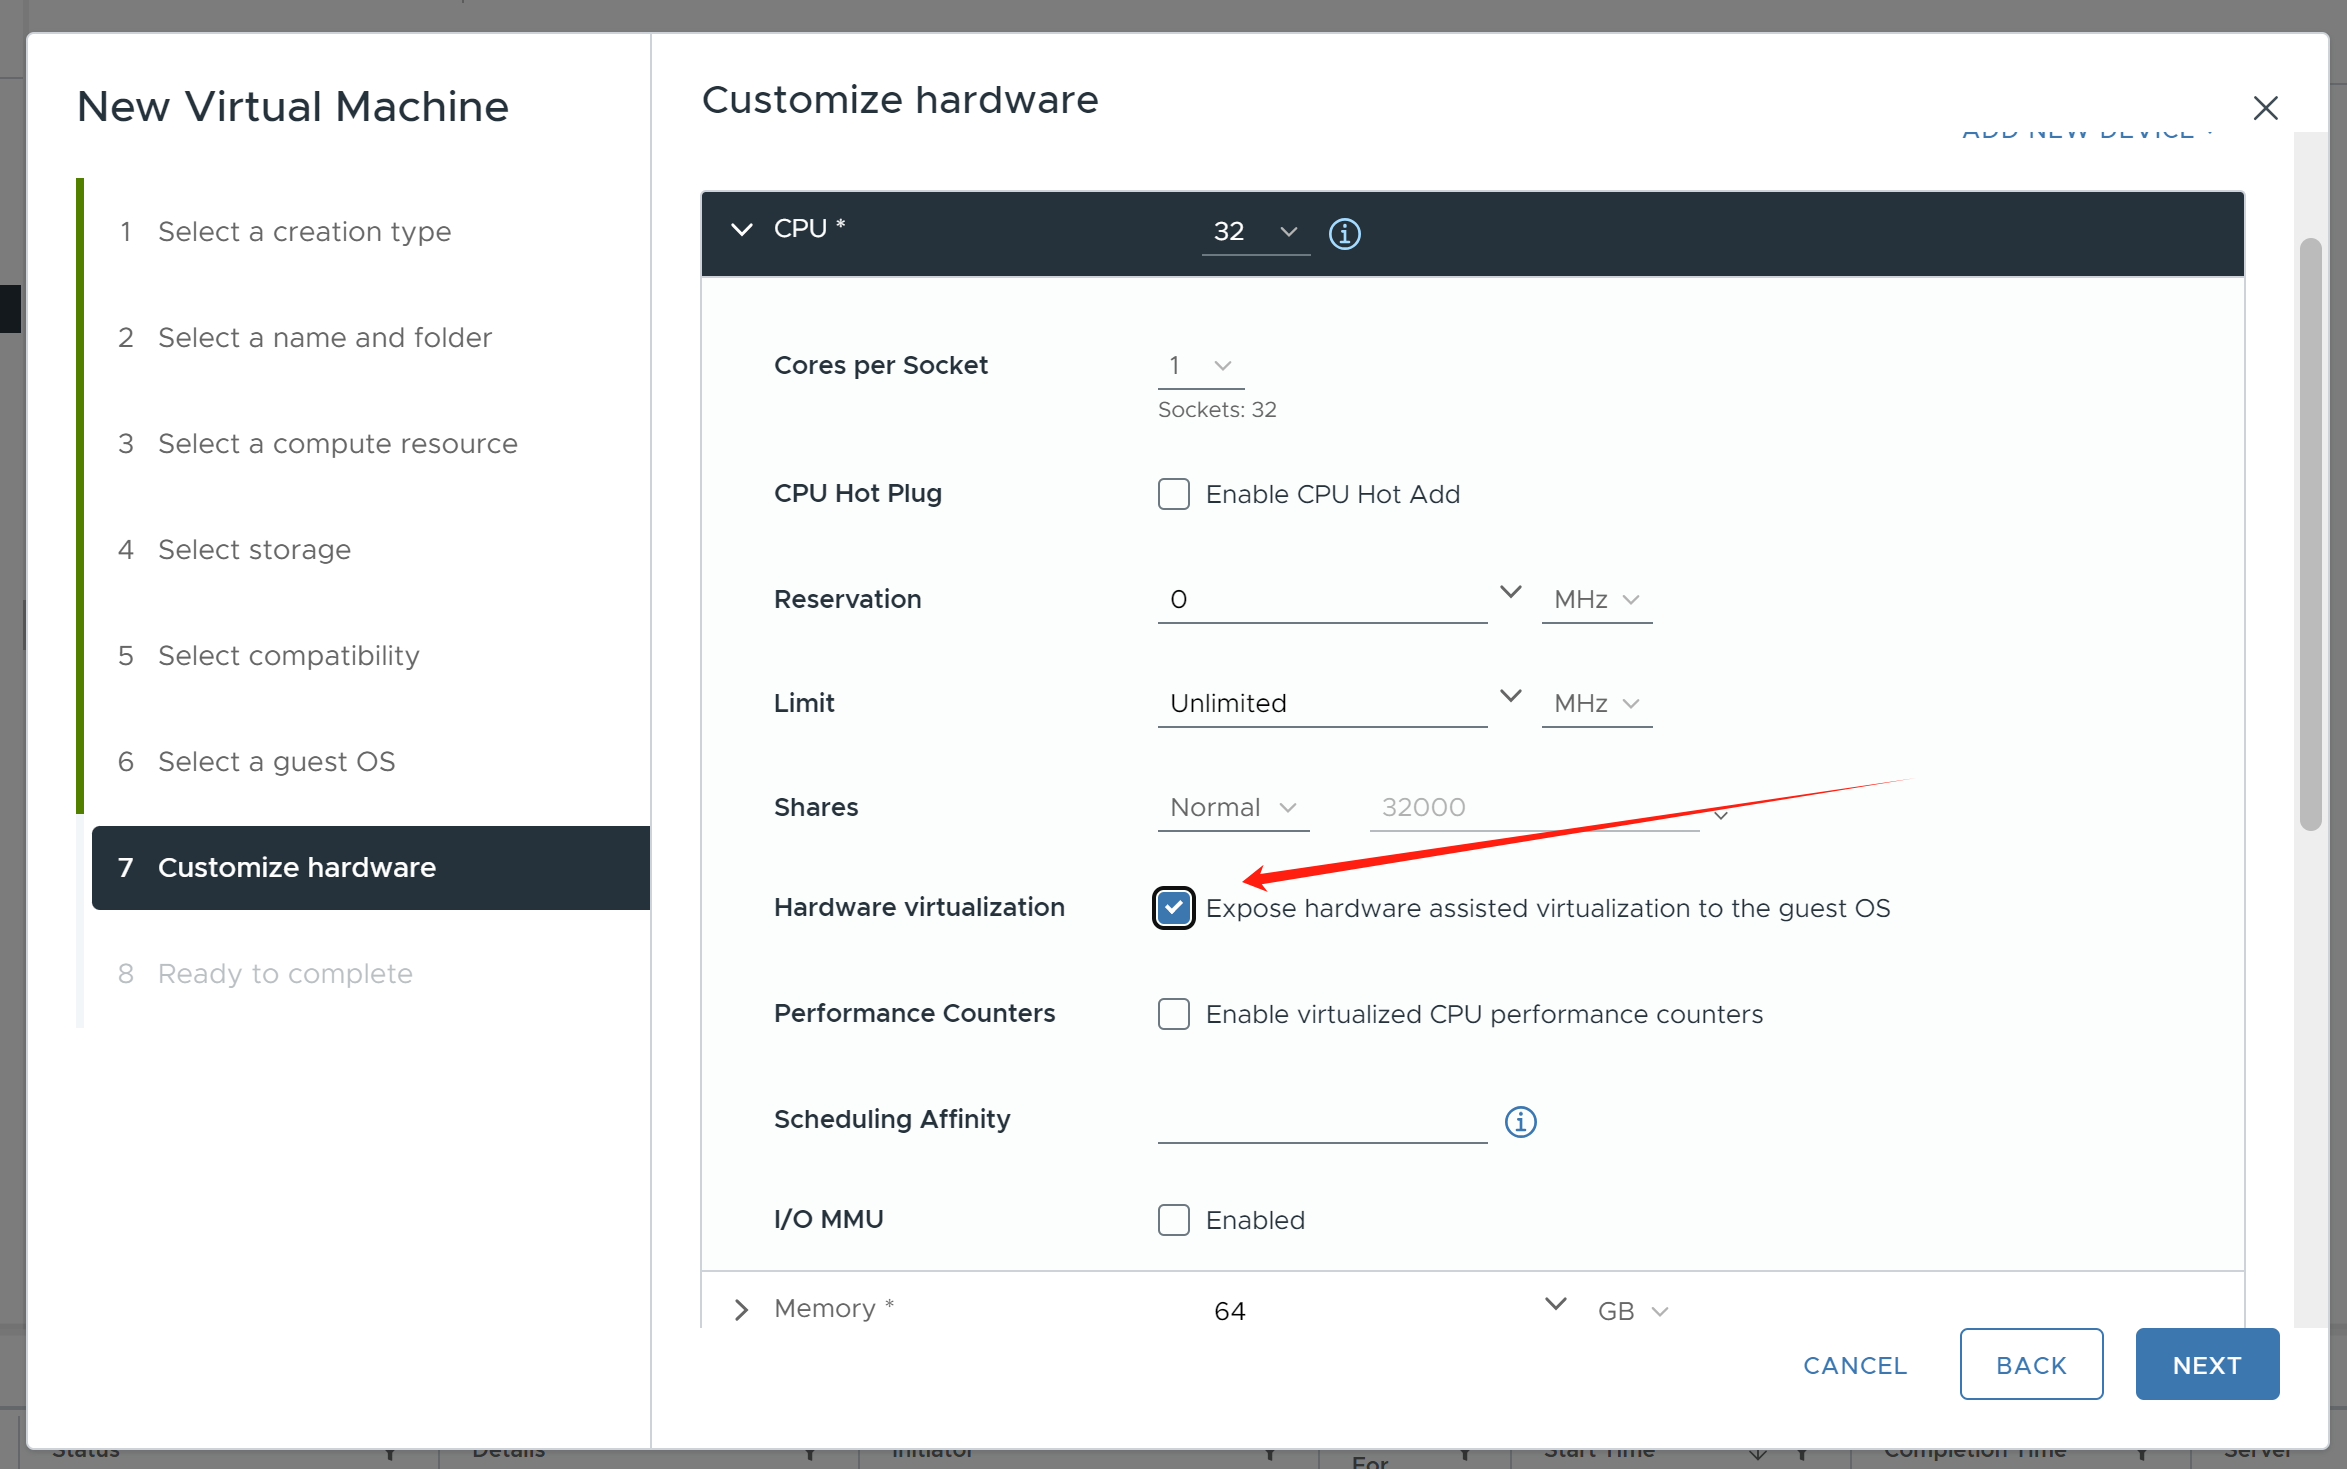 New Virtual Machine
1 Select a creation type
2 Select a name and folder
3 Select a compute resource
4 Select storage
5 Select compatibility
6 Select a guest OS
7 Customize hardware
8 Ready to complete
Customize hardware
ADD NEW DEVICE
CPU * 32
Cores per Socket 1
Sockets: 32
CPU Hot Plug Enable CPU Hot Add
Reservation 0 MHz
Limit Unlimited MHz
Shares Normal 32000
Hardware virtualization Expose hardware assisted virtualization to the guest OS
Performance Counters Enable virtualized CPU performance counters
Scheduling Affinity
I/O MMU Enabled
Memory * 64 GB
CANCEL BACK NEXT
Status Details Initiator For Start Time Completion Time Server